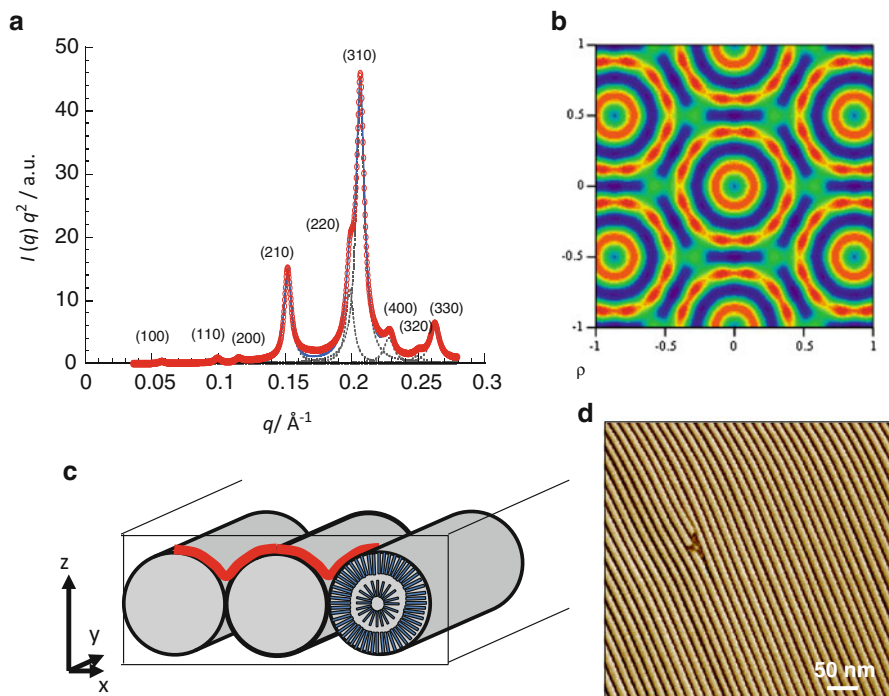 a
50
40
30
20
10
0
I (q) q² / a.u.
(310)
(220)
(210)
(400)
(320)
(330)
(100)
(110)
(200)
0 0.05 0.1 0.15 0.2 0.25 0.3
q/ Å⁻¹
b
1
0.5
0
-0.5
-1
-1 -0.5 0 0.5 1
ρ
c
z
y
x
d
50 nm